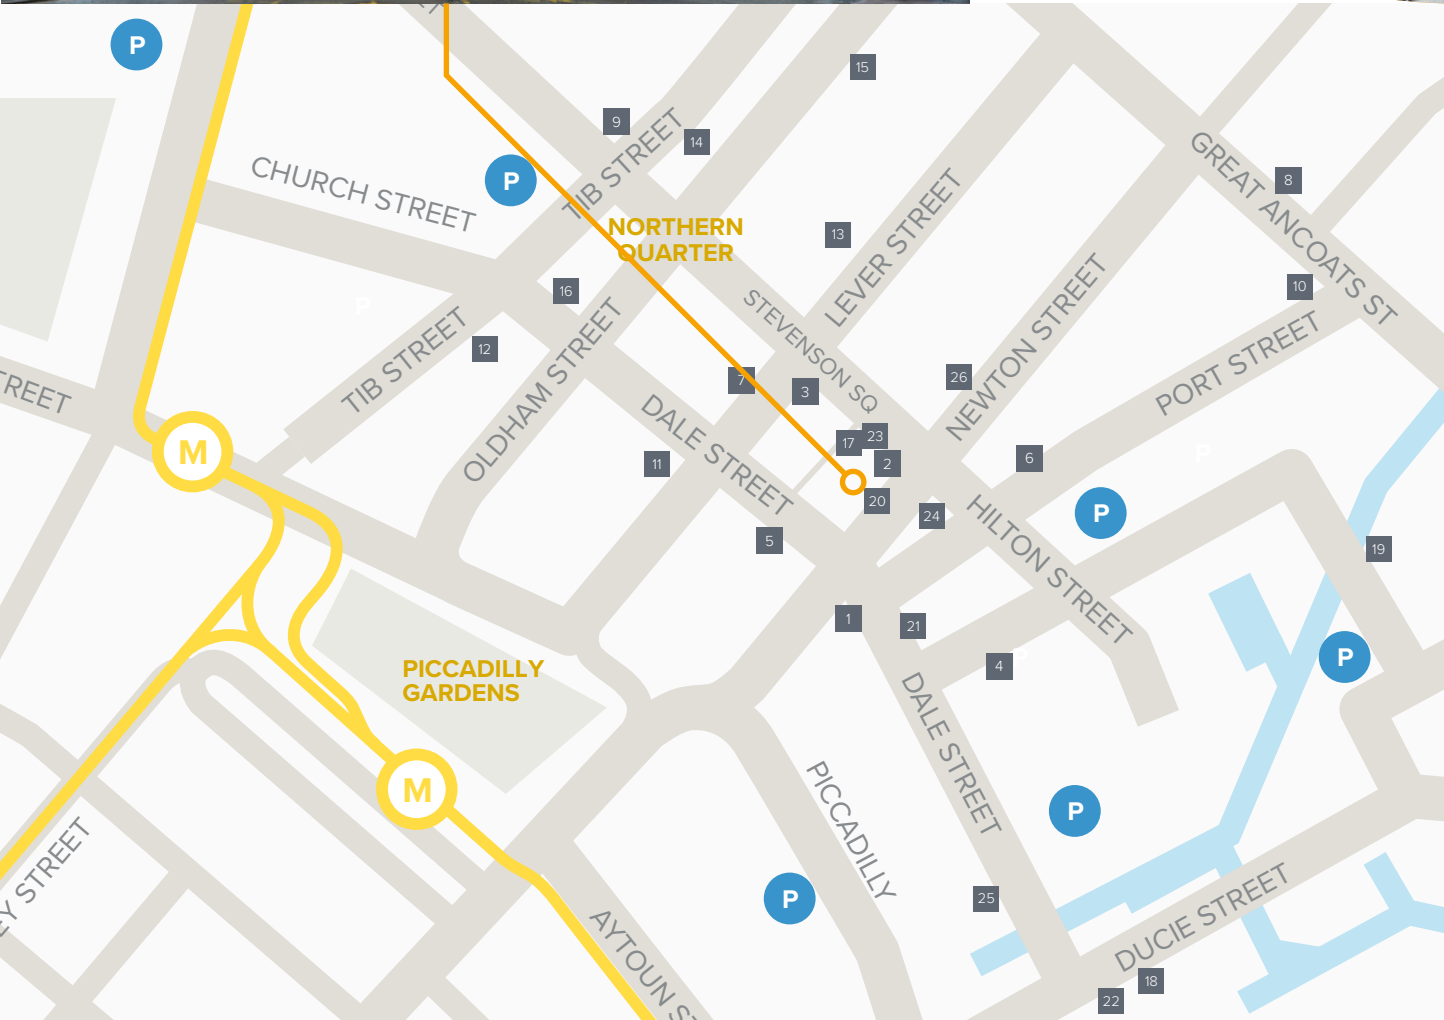 P
15
9
TIB STREET
14
GREAT ANCOATS ST
8
CHURCH STREET
P
LEVER STREET
NORTHERN
QUARTER
13
NEWTON STREET
10
16
P
STEVENSON SQ
TIB STREET
12
OLDHAM STREET
PORT STREET
7
3
26
TREET
DALE STREET
M
11
17
23
2
6
P
20
24
HILTON STREET
P
5
19
1
21
4
P
P
PICCADILLY
GARDENS
DALE STREET
M
PICCADILLY
P
EY STREET
P
25
DUCIE STREET
AYTOUN ST
18
22